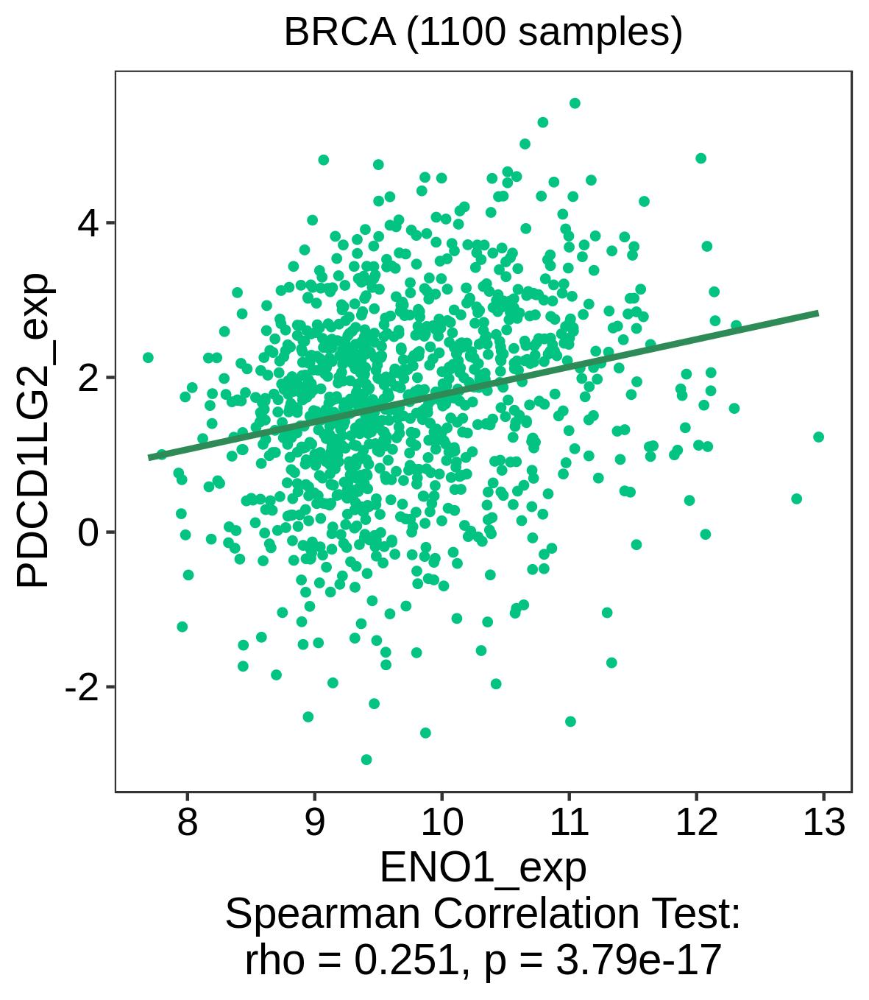 BRCA (1100 samples)
PDCD1LG2_exp
4
2
0
-2
8 9 10 11 12 13
ENO1_exp
Spearman Correlation Test:
rho = 0.251, p = 3.79e-17